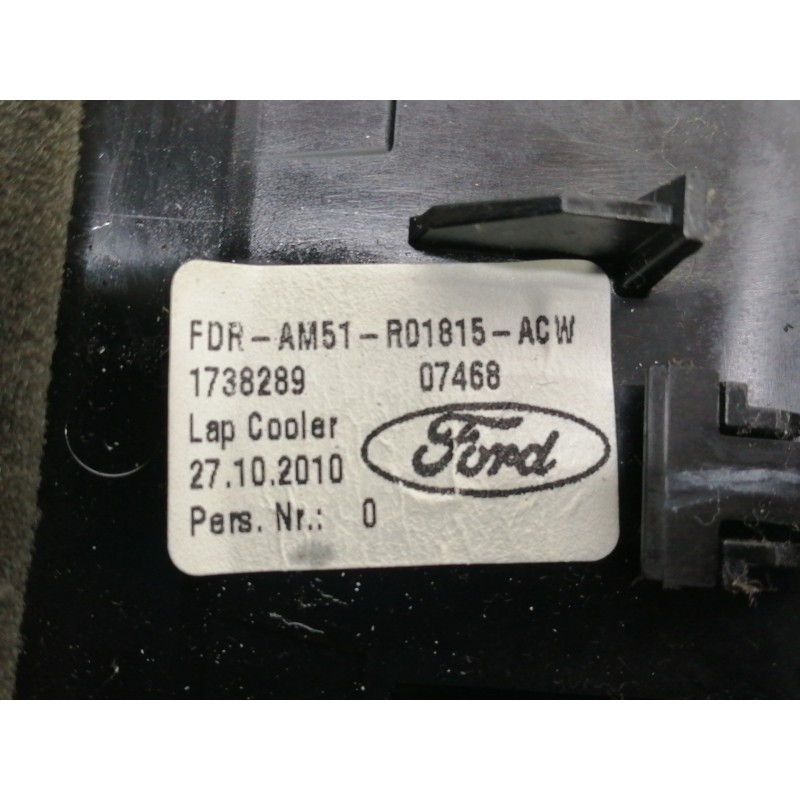 FDR-AM51-R01815-ACW
1738289 07468
Lap Cooler
Ford
27.10.2010
Pers. Nr.: 0